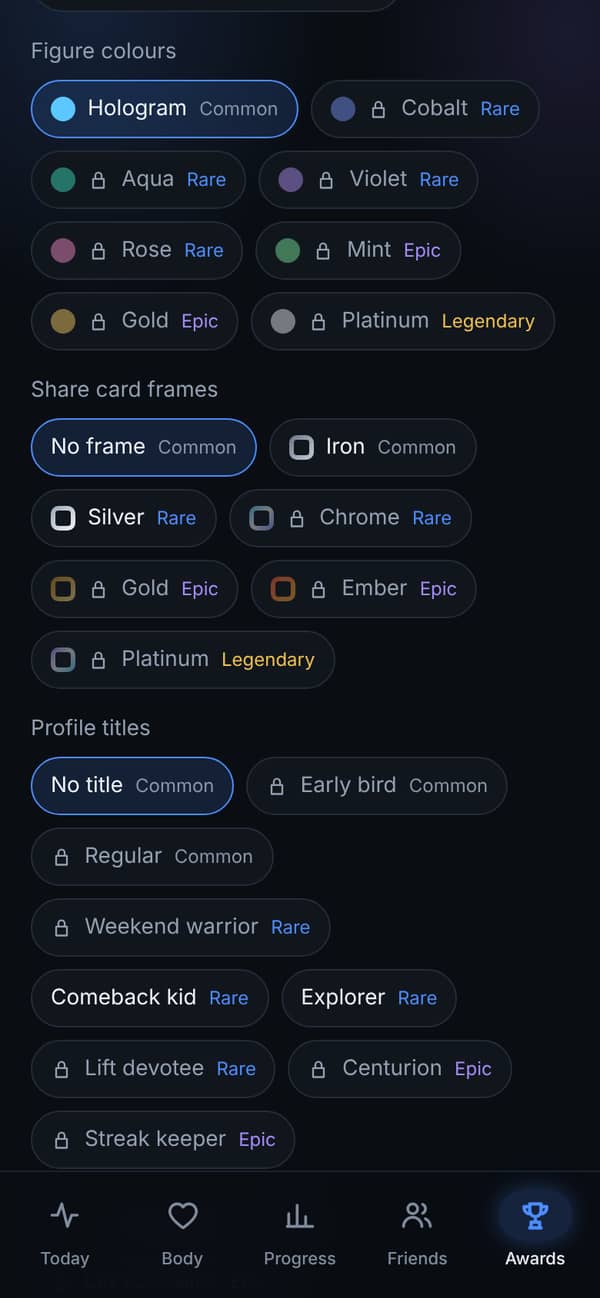 Figure colours
Hologram Common
Cobalt Rare
Aqua Rare
Violet Rare
Rose Rare
Mint Epic
Gold Epic
Platinum Legendary
Share card frames
No frame Common
Iron Common
Silver Rare
Chrome Rare
Gold Epic
Ember Epic
Platinum Legendary
Profile titles
No title Common
Early bird Common
Regular Common
Weekend warrior Rare
Comeback kid Rare
Explorer Rare
Lift devotee Rare
Centurion Epic
Streak keeper Epic
Today
Body
Progress
Friends
Awards